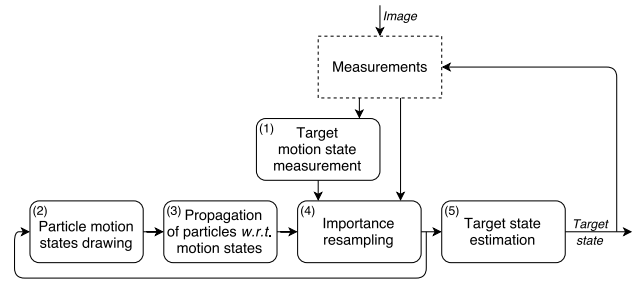 Image
Measurements
(1)
Target
motion state
measurement
(2)
Particle motion
states drawing
(3)
Propagation
of particles w.r.t.
motion states
(4)
Importance
resampling
(5)
Target state
estimation
Target
state